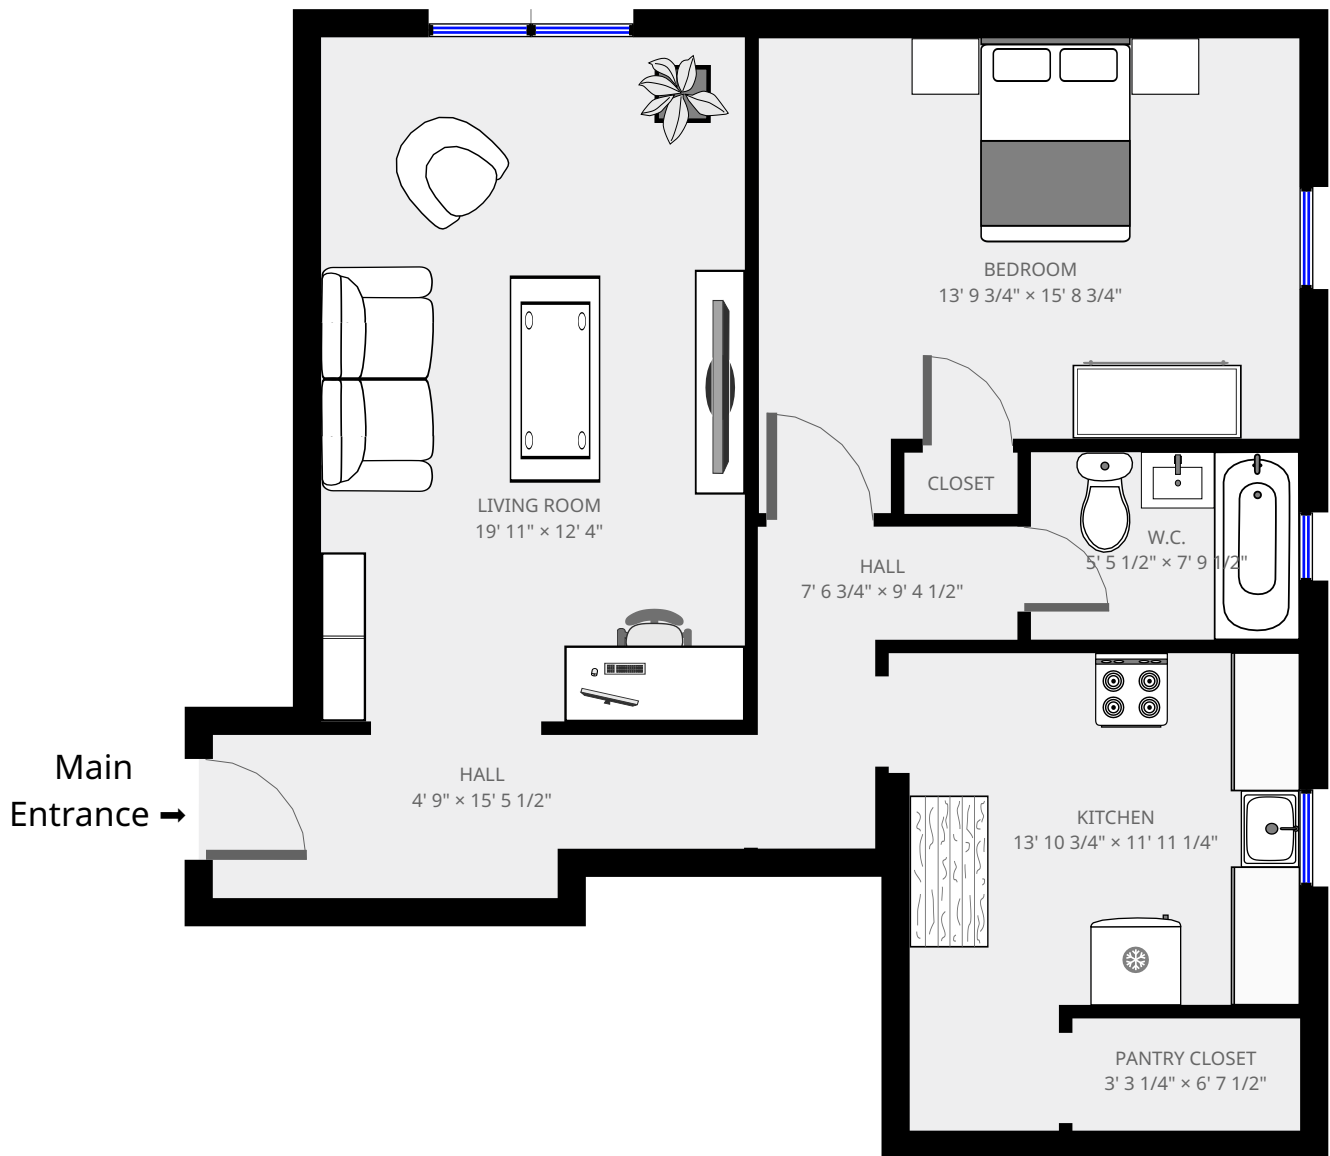 BEDROOM
13' 9 3/4" × 15' 8 3/4"
CLOSET
LIVING ROOM
19' 11" × 12' 4"
W.C.
5' 5 1/2" × 7' 9 1/2"
HALL
7' 6 3/4" × 9' 4 1/2"
Main
Entrance ➡
HALL
4' 9" × 15' 5 1/2"
KITCHEN
13' 10 3/4" × 11' 11 1/4"
PANTRY CLOSET
3' 3 1/4" × 6' 7 1/2"